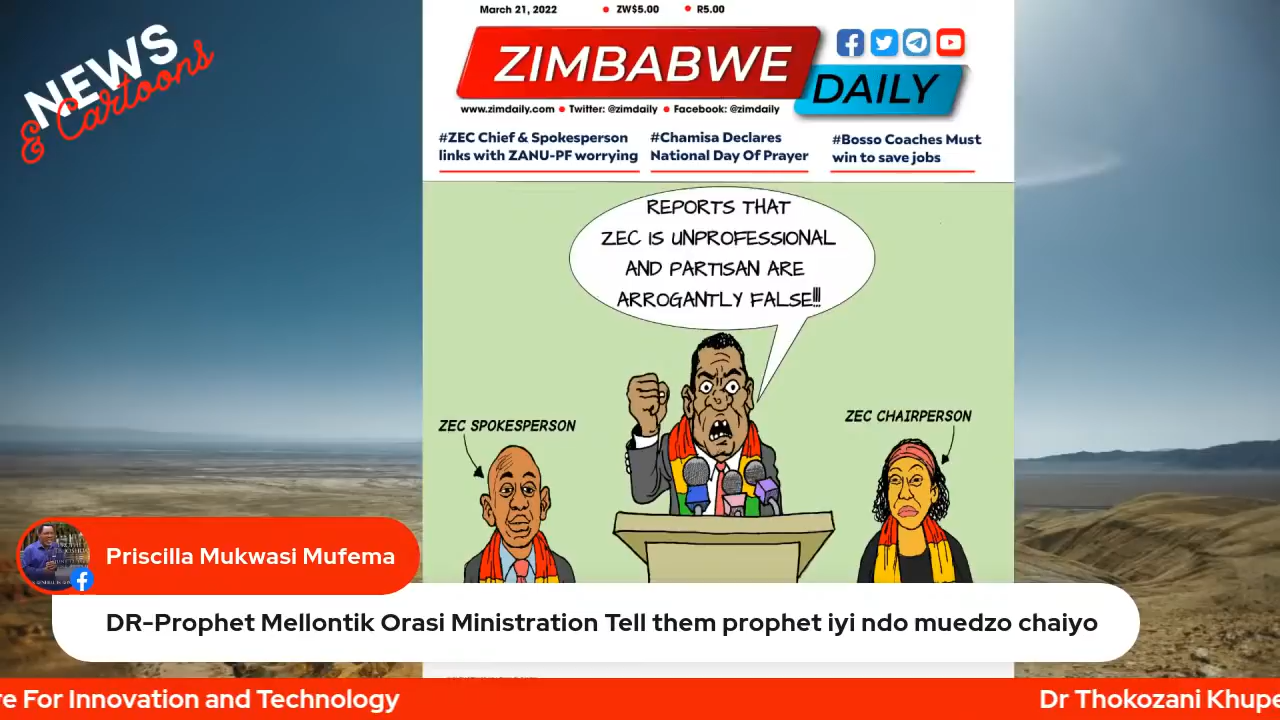 NEWS
& Cartoons
March 21, 2022 ● ZW$5.00 ● R5.00
ZIMBABWE
DAILY
www.zimdaily.com ● Twitter: @zimdaily ● Facebook: @zimdaily
#ZEC Chief & Spokesperson
links with ZANU-PF worrying
#Chamisa Declares
National Day Of Prayer
#Bosso Coaches Must
win to save jobs
REPORTS THAT
ZEC IS UNPROFESSIONAL
AND PARTISAN ARE
ARROGANTLY FALSE!!!
ZEC SPOKESPERSON
ZEC CHAIRPERSON
Priscilla Mukwasi Mufema
DR-Prophet Mellontik Orasi Ministration Tell them prophet iyi ndo muedzo chaiyo
re For Innovation and Technology
Dr Thokozani Khupe